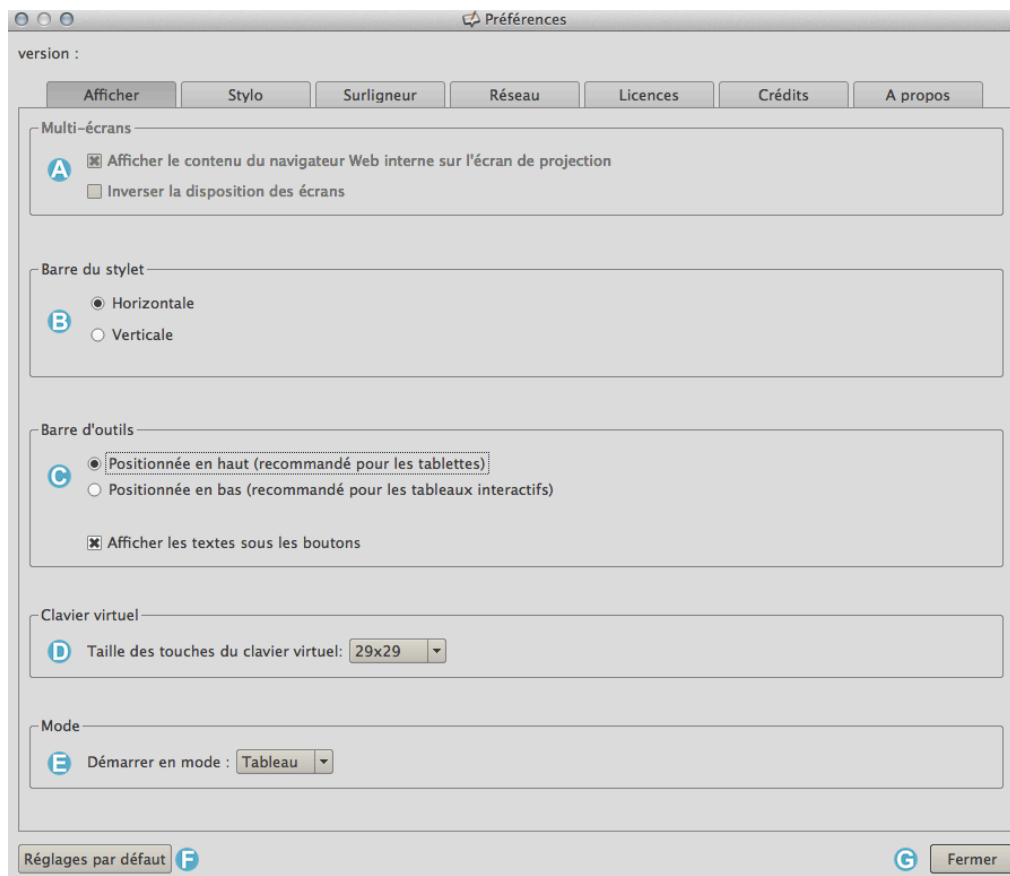 Préférences
version :
Afficher Stylo Surligneur Réseau Licences Crédits A propos
Multi-écrans
A Afficher le contenu du navigateur Web interne sur l'écran de projection
Inverser la disposition des écrans
Barre du stylet
Horizontale
B
Verticale
Barre d'outils
Positionnée en haut (recommandé pour les tablettes)
C
Positionnée en bas (recommandé pour les tableaux interactifs)
Afficher les textes sous les boutons
Clavier virtuel
D Taille des touches du clavier virtuel: 29x29
Mode
E Démarrer en mode : Tableau
Réglages par défaut F G Fermer